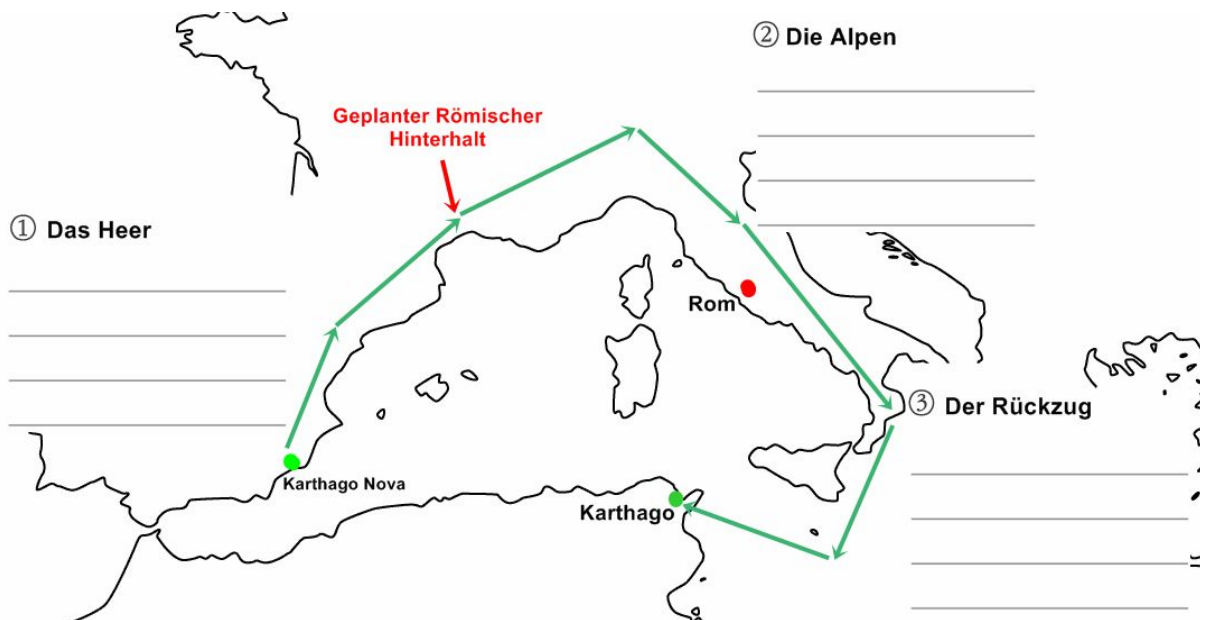 ② Die Alpen
Geplanter Römischer
Hinterhalt
① Das Heer
Rom
③ Der Rückzug
Karthago Nova
Karthago